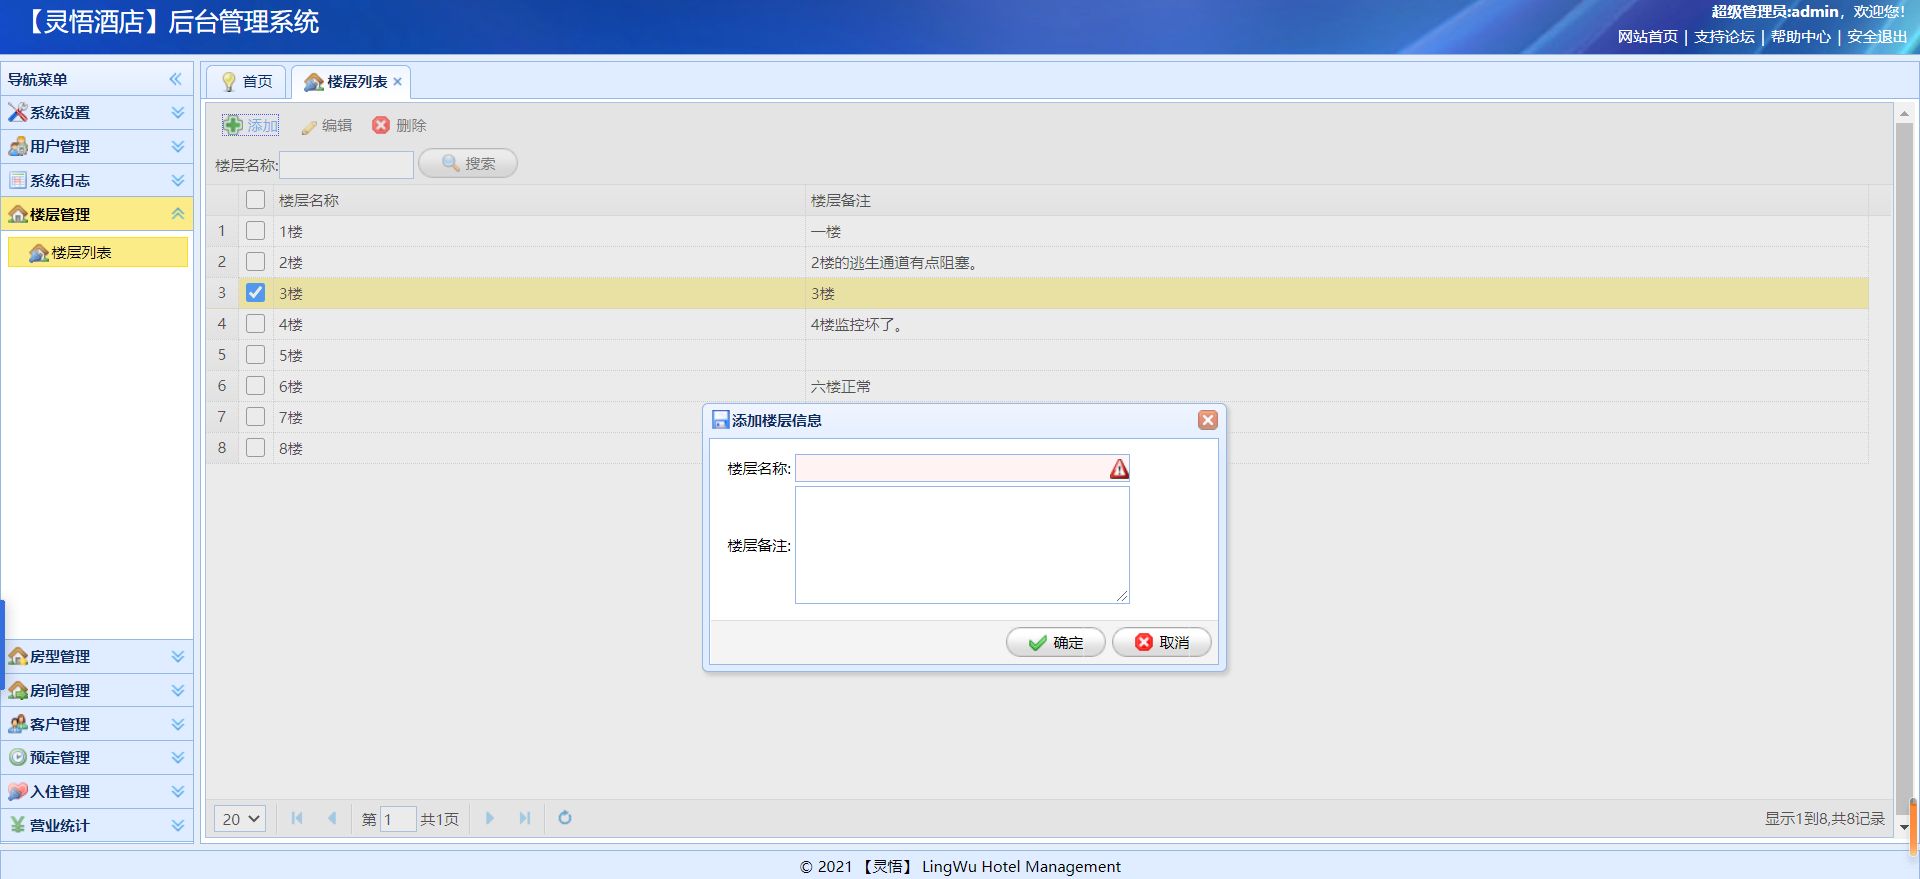 【灵悟酒店】后台管理系统
超级管理员:admin，欢迎您！
网站首页 | 支持论坛 | 帮助中心 | 安全退出
导航菜单
系统设置
用户管理
系统日志
楼层管理
楼层列表
房型管理
房间管理
客户管理
预定管理
入住管理
营业统计
首页
楼层列表
添加 编辑 删除
楼层名称: 搜索
楼层名称 楼层备注
1 1楼 一楼
2 2楼 2楼的逃生通道有点阻塞。
3 3楼 3楼
4 4楼 4楼监控坏了。
5 5楼
6 6楼 六楼正常
7 7楼
8 8楼
添加楼层信息
楼层名称:
楼层备注:
确定 取消
20 第 1 共1页
显示1到8,共8记录
© 2021 【灵悟】 LingWu Hotel Management